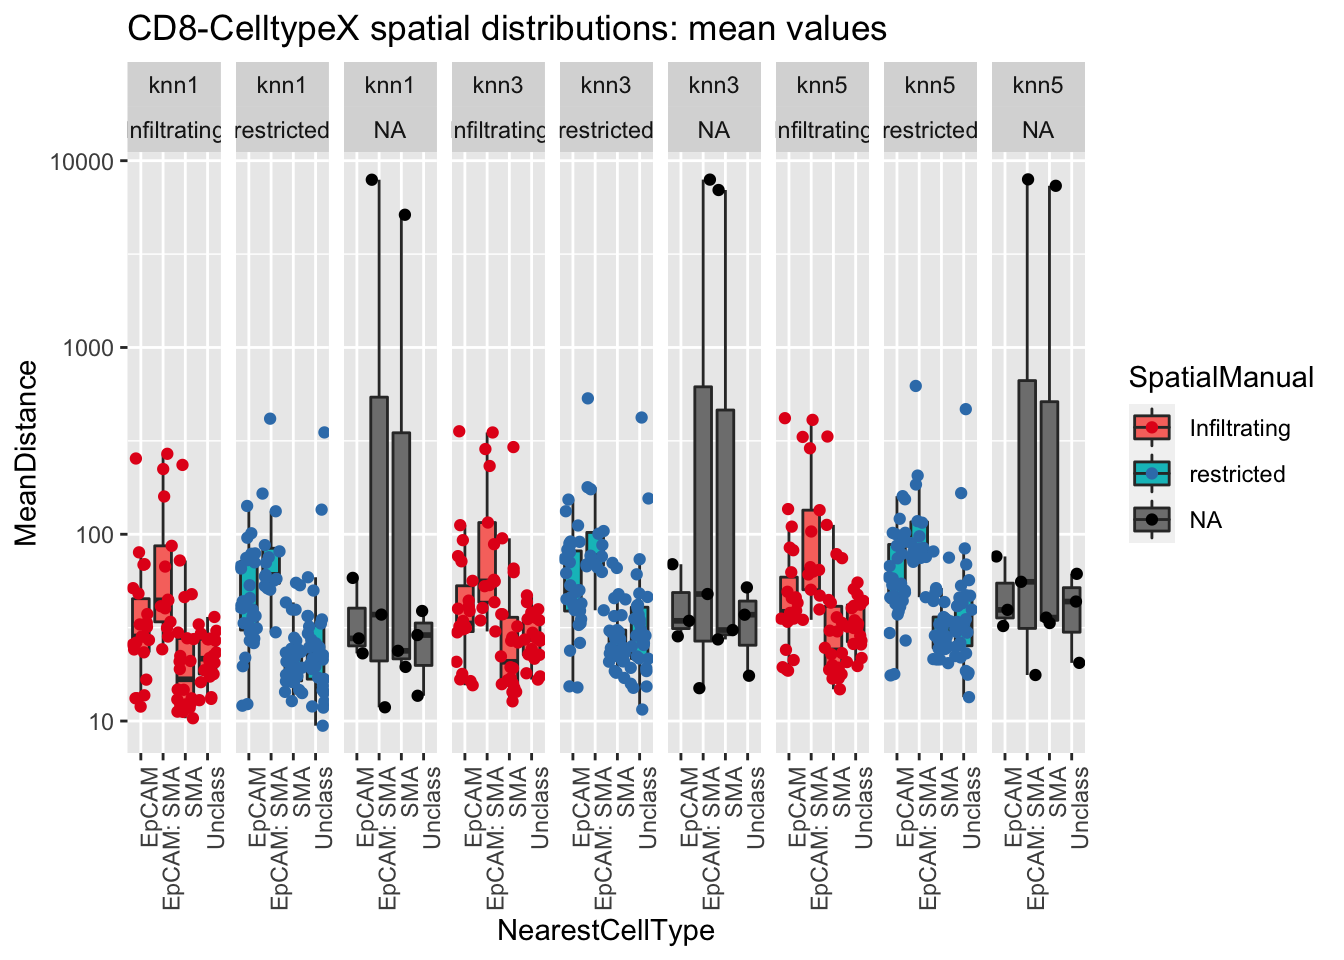 CD8-CelltypeX spatial distributions: mean values
knn1 knn1 knn1 knn3 knn3 knn3 knn5 knn5 knn5
nfiltrating restricted NA nfiltrating restricted NA nfiltrating restricted NA
10000
1000
100
10
MeanDistance
EpCAM EpCAM: SMA SMA Unclass EpCAM EpCAM: SMA SMA Unclass EpCAM EpCAM: SMA SMA Unclass EpCAM EpCAM: SMA SMA Unclass EpCAM EpCAM: SMA SMA Unclass EpCAM EpCAM: SMA SMA Unclass EpCAM EpCAM: SMA SMA Unclass EpCAM EpCAM: SMA SMA Unclass EpCAM EpCAM: SMA SMA Unclass
NearestCellType
SpatialManual
Infiltrating
restricted
NA